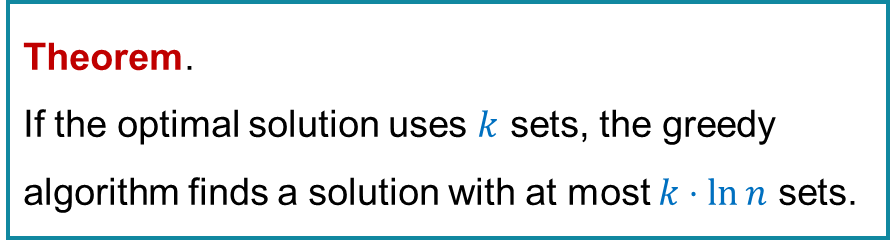 Theorem.
If the optimal solution uses k sets, the greedy
algorithm finds a solution with at most k · ln n sets.